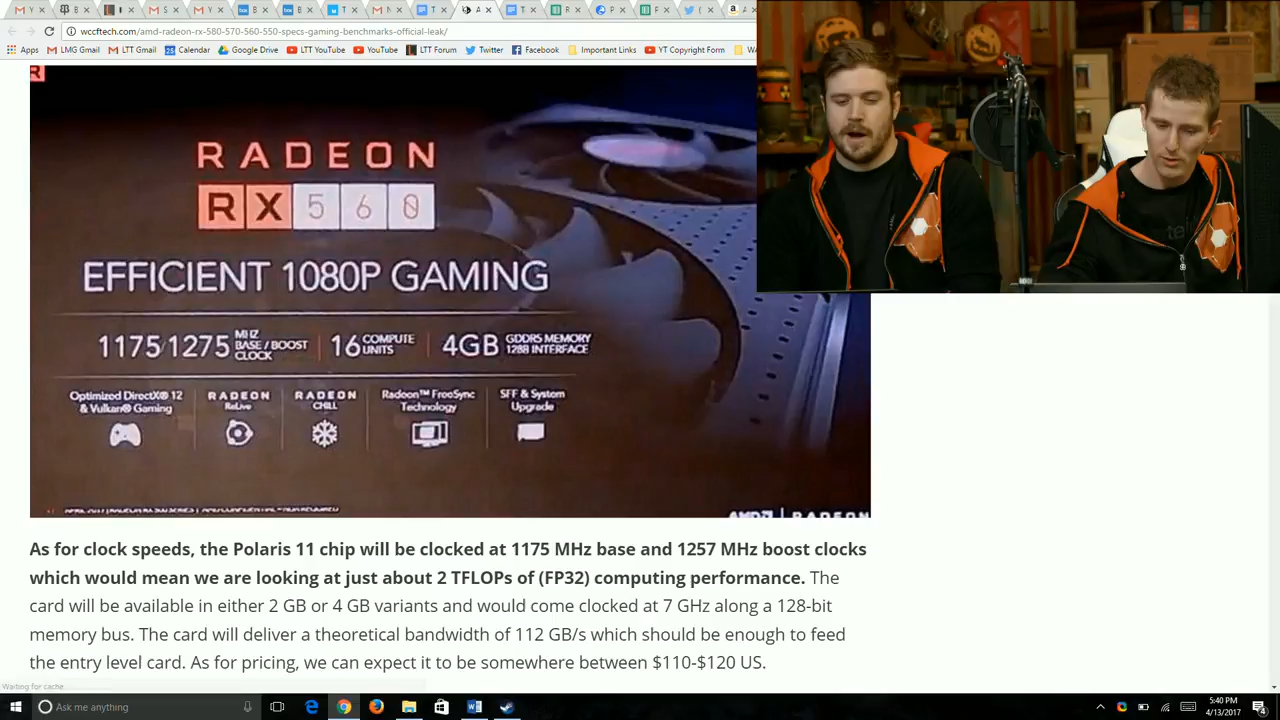 wccftech.com/amd-radeon-rx-580-570-560-550-specs-gaming-benchmarks-official-leak/
Apps LMG Gmail LTT Gmail Calendar Google Drive LTT YouTube YouTube LTT Forum Twitter Facebook Important Links YT Copyright Form
RADEON
RX 560
EFFICIENT 1080P GAMING
1175/1275 MHZ BASE / BOOST CLOCK
16 COMPUTE UNITS
4GB GDDR5 MEMORY 128B INTERFACE
Optimized DirectX® 12 & Vulkan® Gaming
RADEON ReLive
RADEON CHILL
Radeon™ FreeSync Technology
SFF & System Upgrade
RADEON
As for clock speeds, the Polaris 11 chip will be clocked at 1175 MHz base and 1257 MHz boost clocks
which would mean we are looking at just about 2 TFLOPs of (FP32) computing performance. The
card will be available in either 2 GB or 4 GB variants and would come clocked at 7 GHz along a 128-bit
memory bus. The card will deliver a theoretical bandwidth of 112 GB/s which should be enough to feed
the entry level card. As for pricing, we can expect it to be somewhere between $110-$120 US.
Waiting for cache
Ask me anything
5:40 PM
4/13/2017